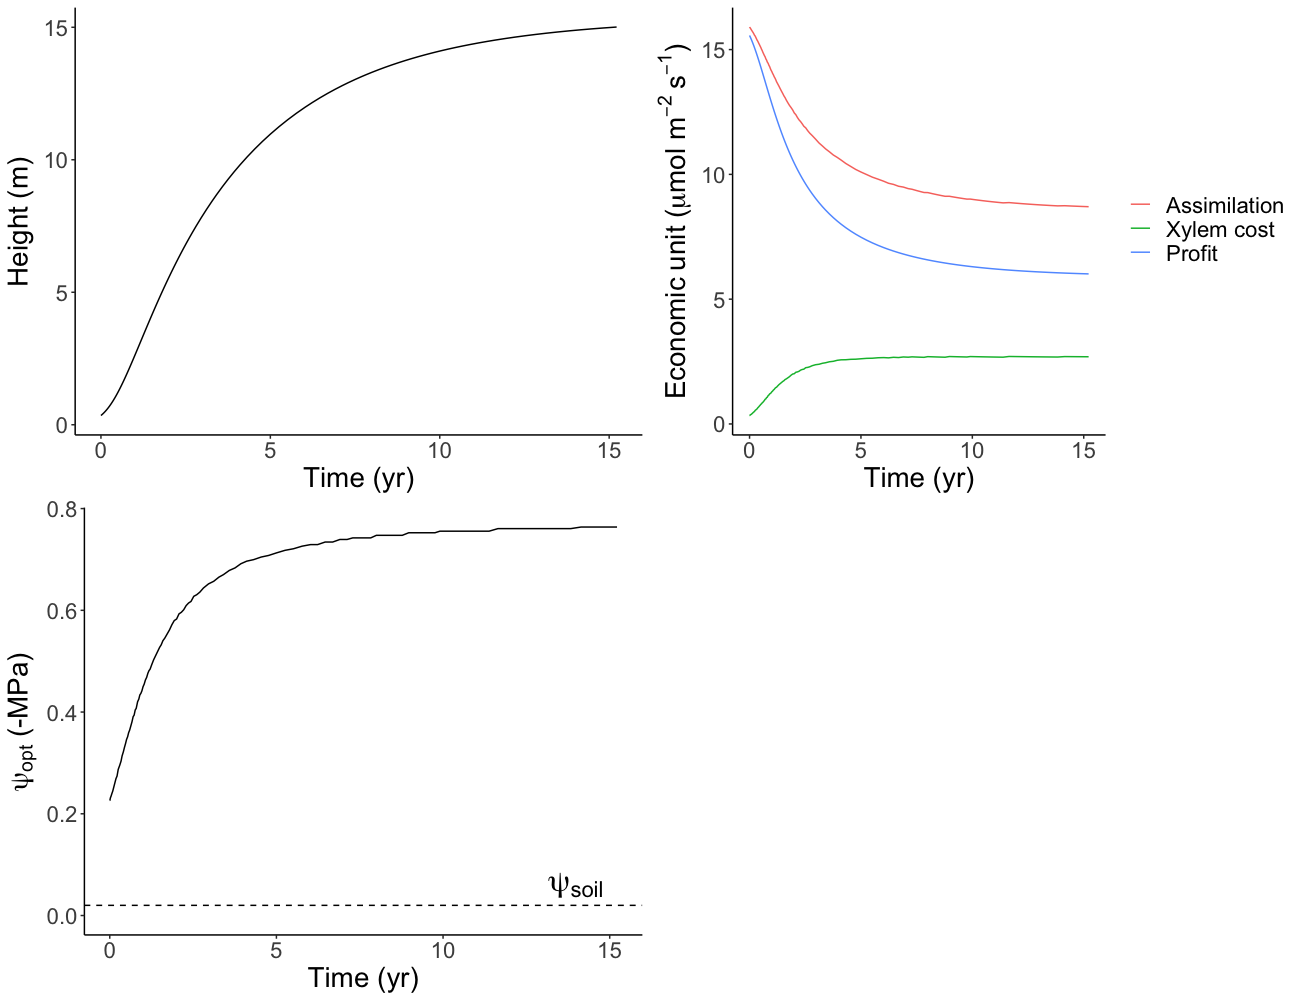 Height (m)
15
10
5
0
0 5 10 15
Time (yr)
Economic unit (μmol m⁻² s⁻¹)
15
10
5
0
0 5 10 15
Time (yr)
Assimilation
Xylem cost
Profit
ψopt (-MPa)
0.8
0.6
0.4
0.2
0.0
ψsoil
0 5 10 15
Time (yr)